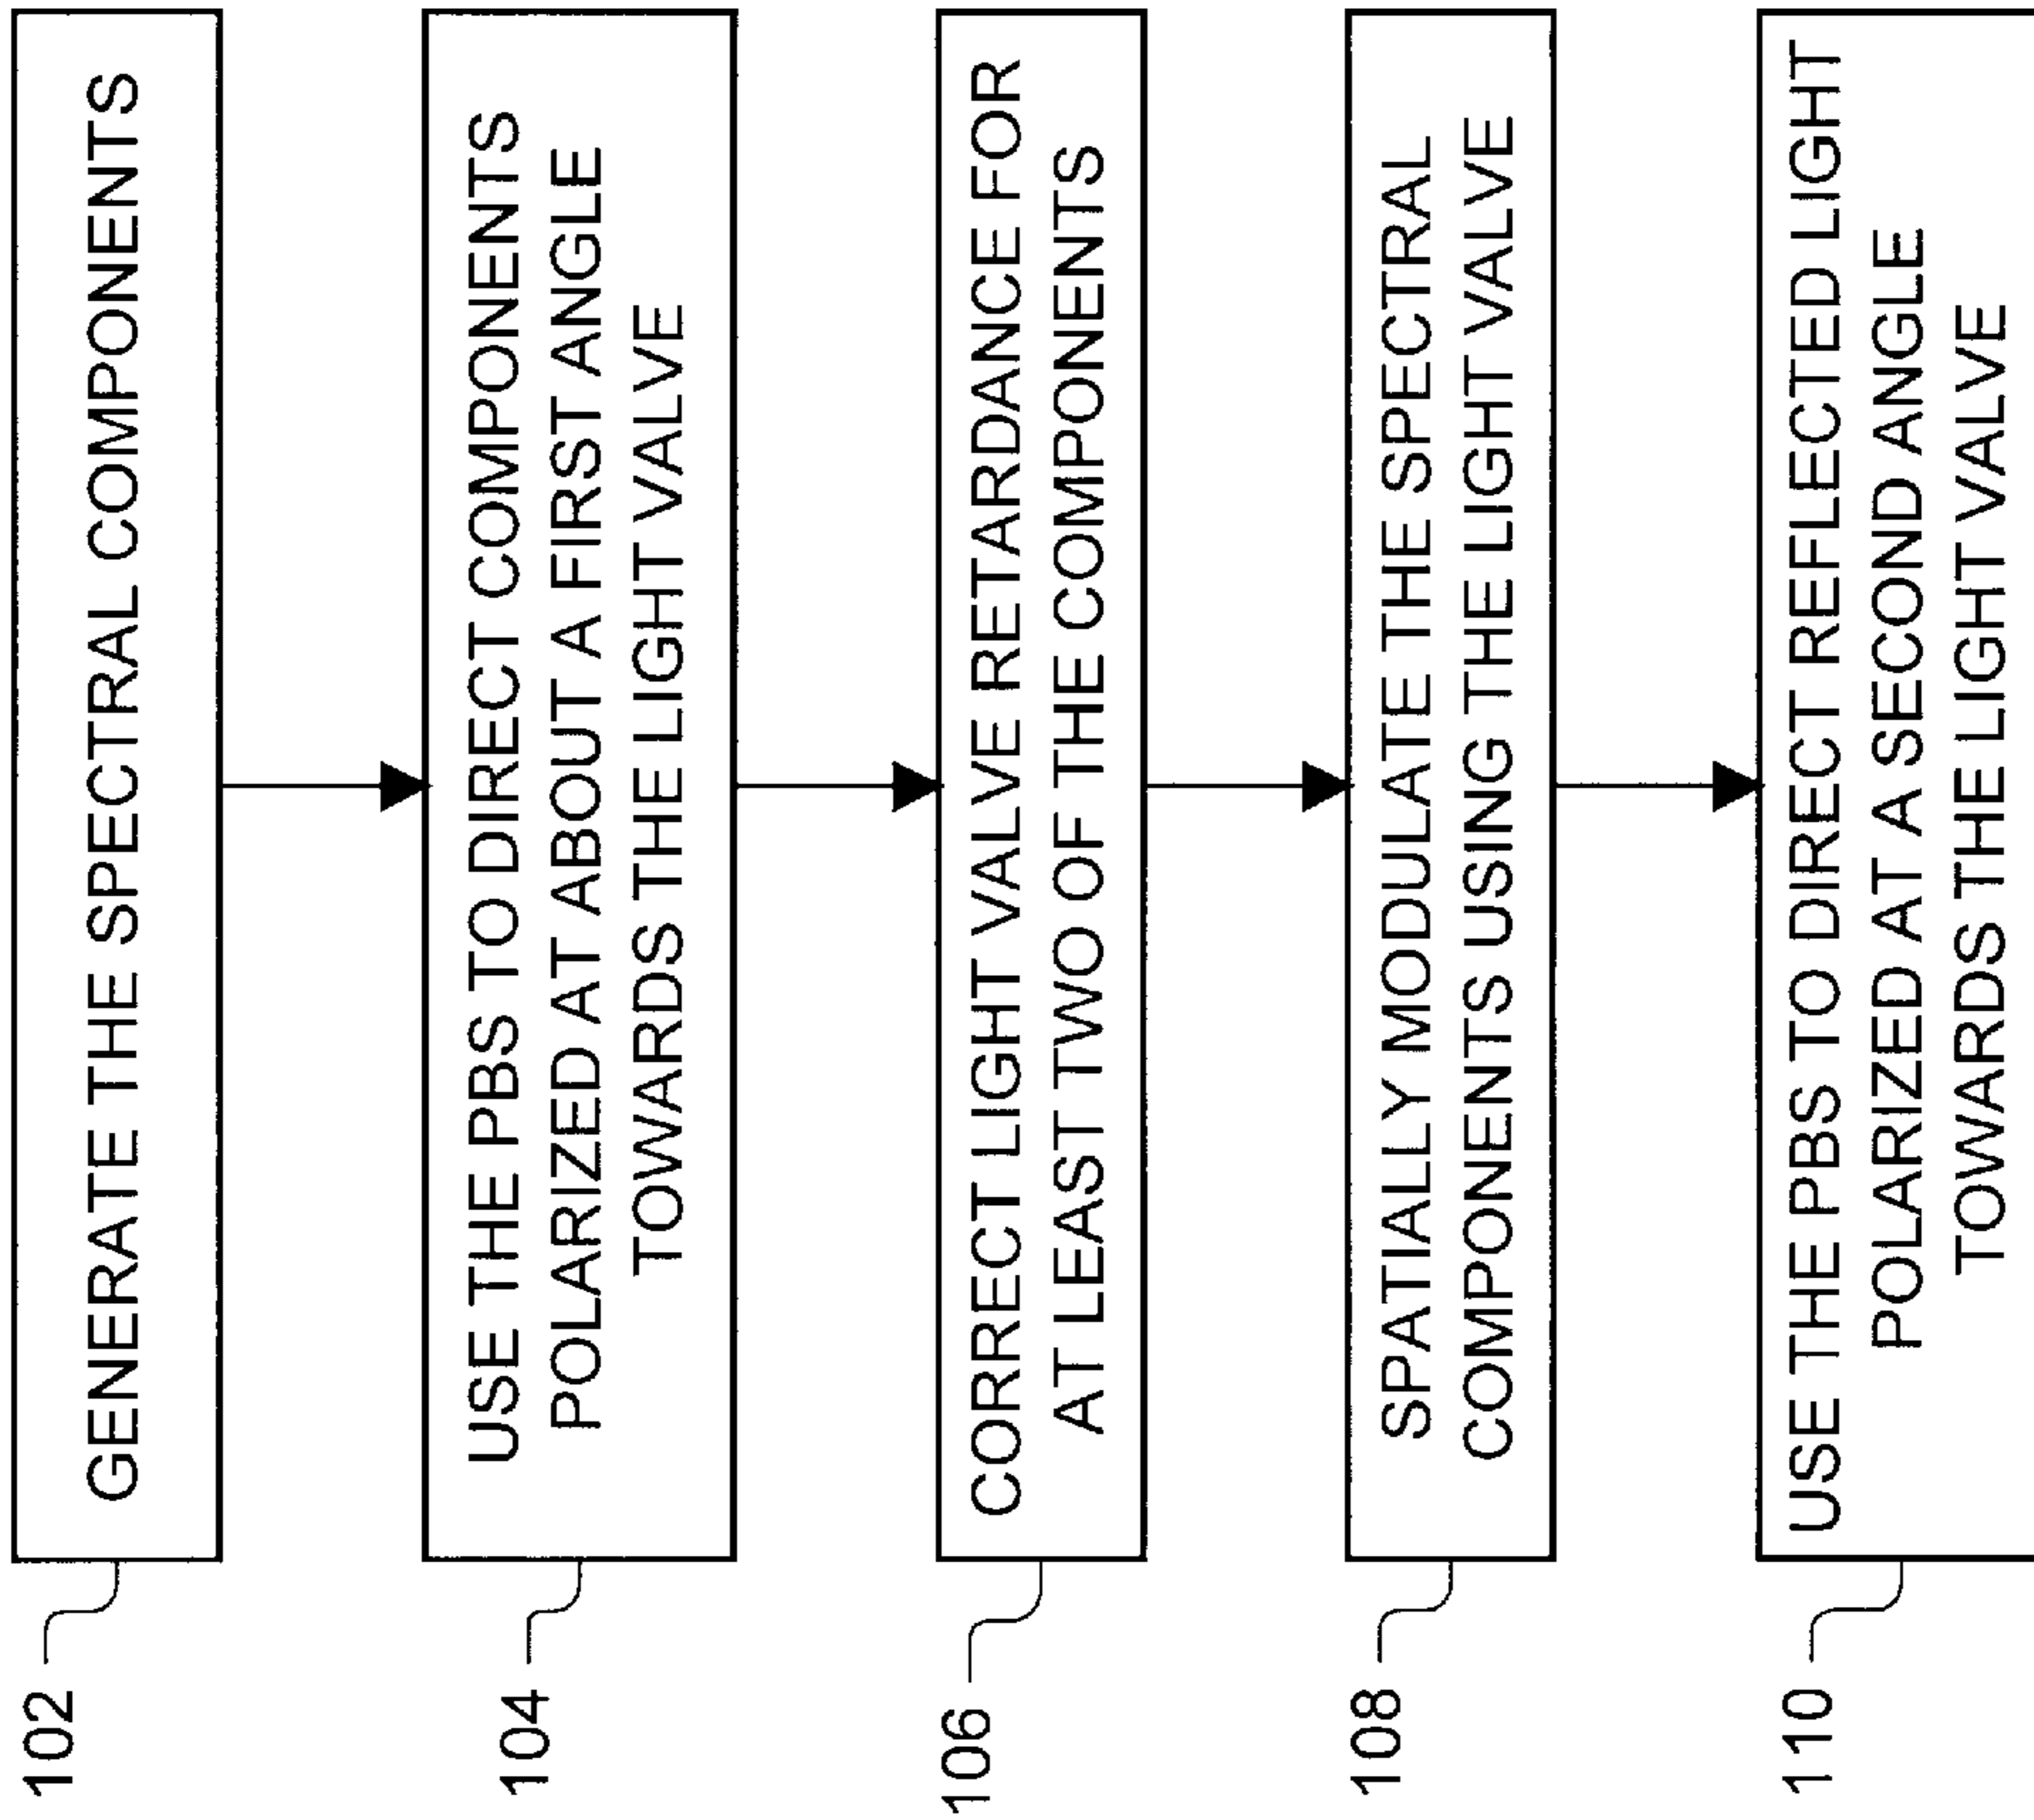 102
GENERATE THE SPECTRAL COMPONENTS
104
USE THE PBS TO DIRECT COMPONENTS
POLARIZED AT ABOUT A FIRST ANGLE
TOWARDS THE LIGHT VALVE
106
CORRECT LIGHT VALVE RETARDANCE FOR
AT LEAST TWO OF THE COMPONENTS
108
SPATIALLY MODULATE THE SPECTRAL
COMPONENTS USING THE LIGHT VALVE
110
USE THE PBS TO DIRECT REFLECTED LIGHT
POLARIZED AT A SECOND ANGLE
TOWARDS THE LIGHT VALVE